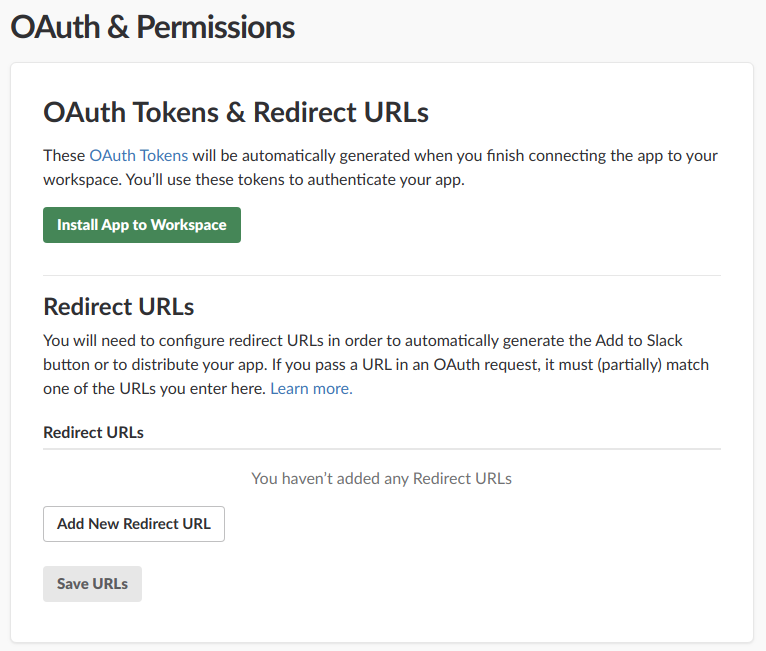 OAuth & Permissions
OAuth Tokens & Redirect URLs
These OAuth Tokens will be automatically generated when you finish connecting the app to your
workspace. You’ll use these tokens to authenticate your app.
Install App to Workspace
Redirect URLs
You will need to configure redirect URLs in order to automatically generate the Add to Slack
button or to distribute your app. If you pass a URL in an OAuth request, it must (partially) match
one of the URLs you enter here. Learn more.
Redirect URLs
You haven’t added any Redirect URLs
Add New Redirect URL
Save URLs